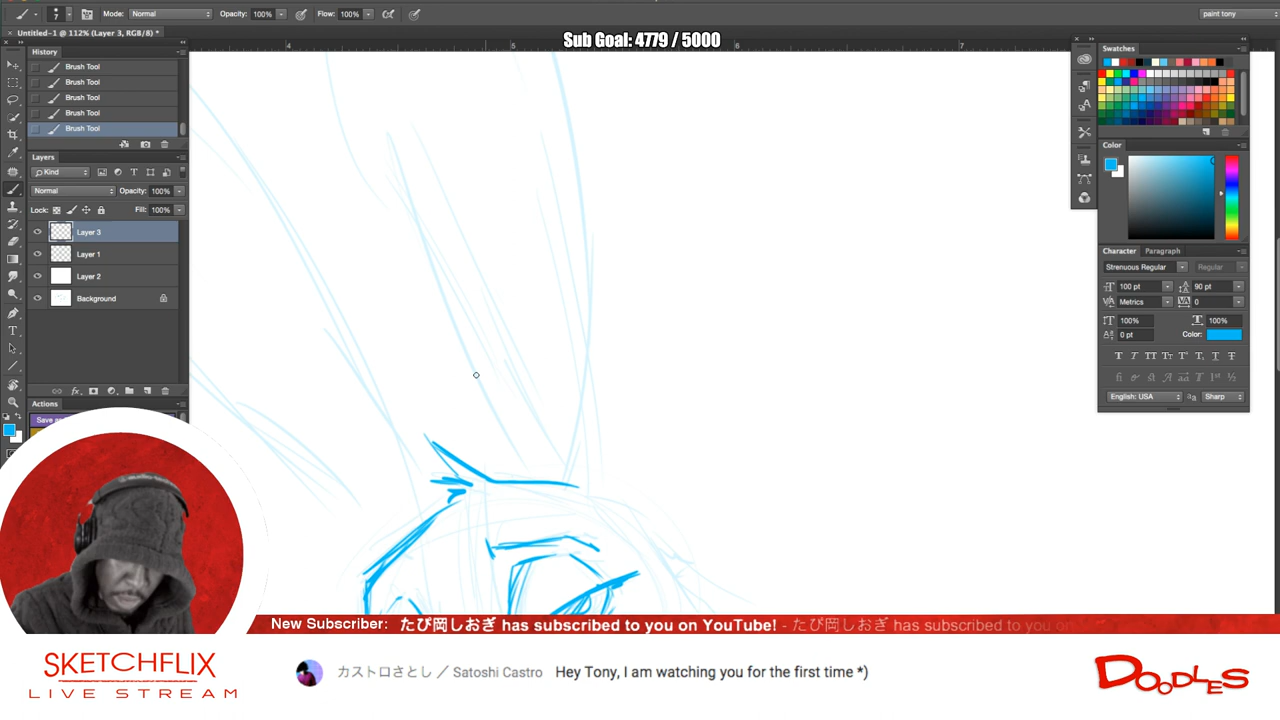 Mode: Normal Opacity: 100% Flow: 100% paint tony
Untitled-1 @ 112% (Layer 3, RGB/8) *
Sub Goal: 4779 / 5000
4 5 6 7
History
Brush Tool
Brush Tool
Brush Tool
Brush Tool
Brush Tool
Layers
Kind
Normal Opacity: 100%
Lock: Fill: 100%
Layer 3
Layer 1
Layer 2
Background
Actions
Swatches
Color
Character Paragraph
Strenuous Regular Regular
100 pt 90 pt
Metrics 0
100% 100%
0 pt Color:
English: USA Sharp
New Subscriber: たび岡しおぎ has subscribed to you on YouTube! - たび岡しおぎ has subscribed to you on
SKETCHFLIX
LIVE STREAM
カストロさとし / Satoshi Castro Hey Tony, I am watching you for the first time *)
DOODLES